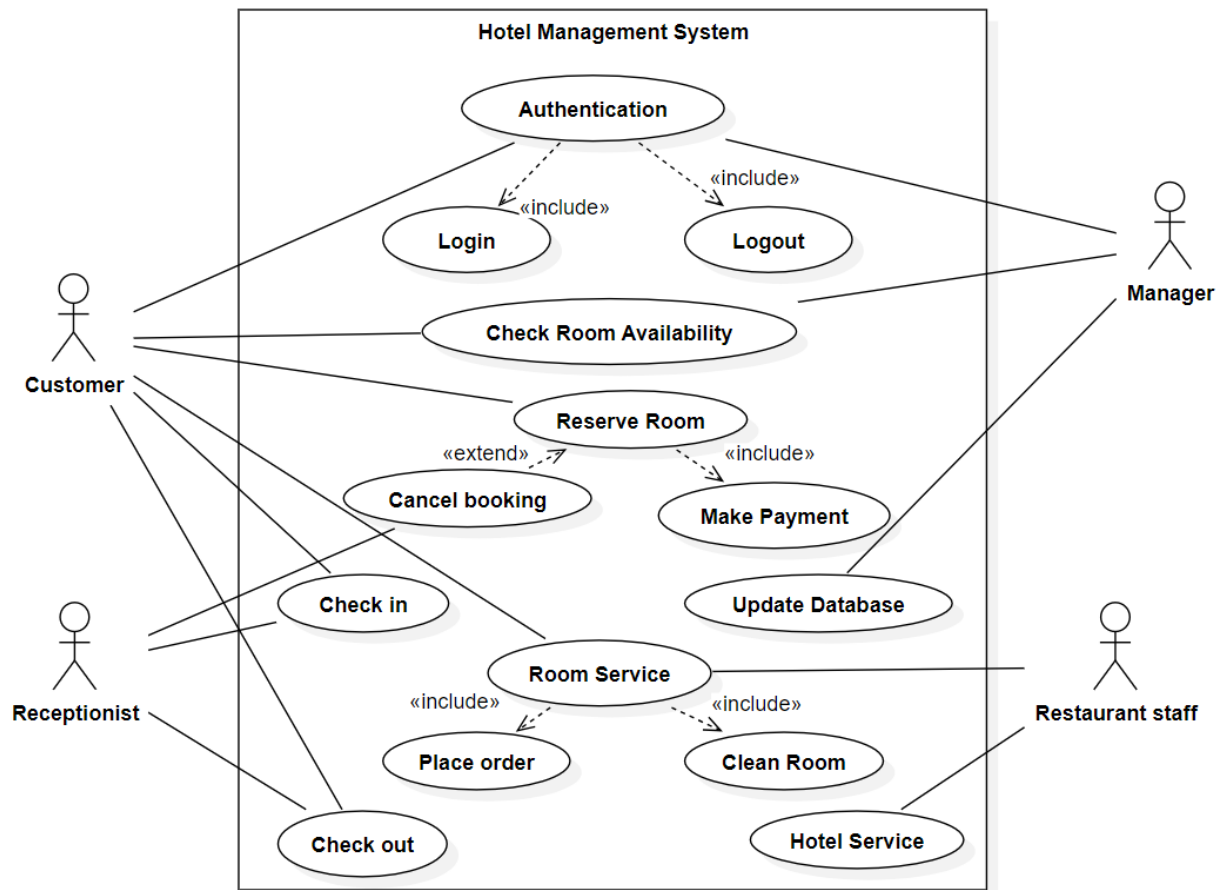 Hotel Management System
Authentication
«include»
«include»
Login
Logout
Manager
Check Room Availability
Customer
Reserve Room
«extend»
«include»
Cancel booking
Make Payment
Check in
Update Database
Room Service
«include»
«include»
Receptionist
Restaurant staff
Place order
Clean Room
Check out
Hotel Service